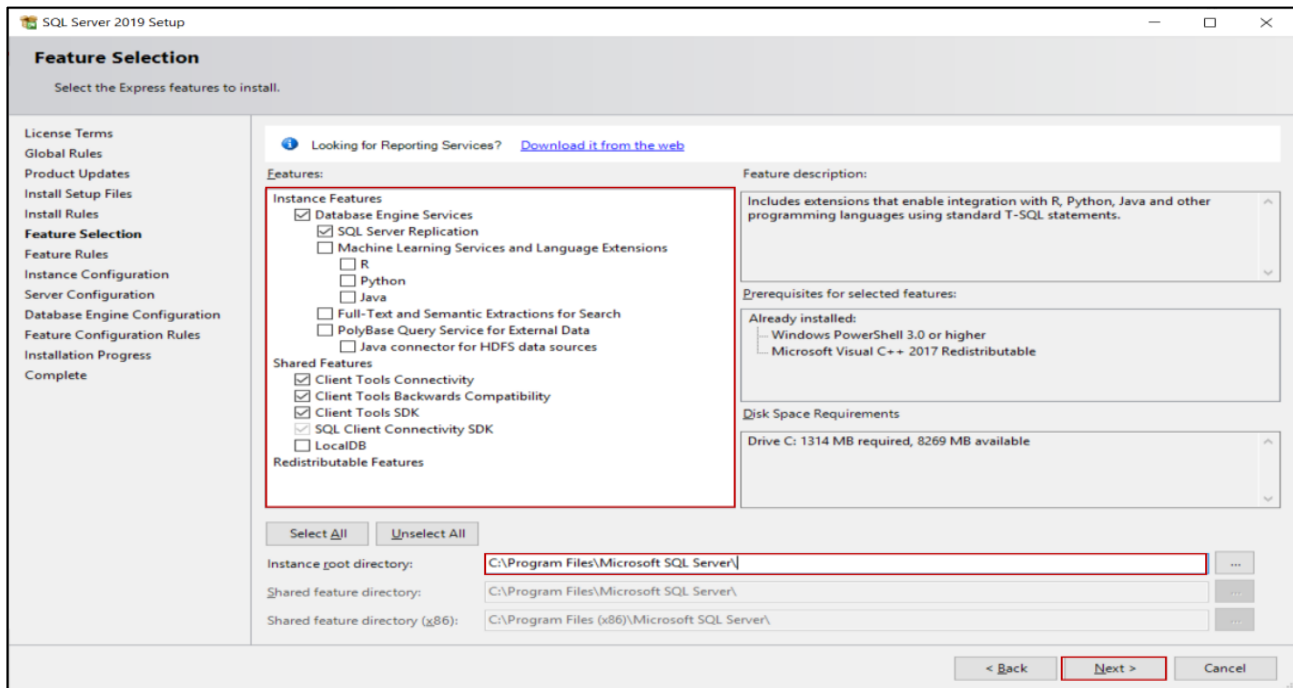 SQL Server 2019 Setup
Feature Selection
Select the Express features to install.
License Terms
Global Rules
Product Updates
Install Setup Files
Install Rules
Feature Selection
Feature Rules
Instance Configuration
Server Configuration
Database Engine Configuration
Feature Configuration Rules
Installation Progress
Complete
Looking for Reporting Services? Download it from the web
Features:
Instance Features
Database Engine Services
SQL Server Replication
Machine Learning Services and Language Extensions
R
Python
Java
Full-Text and Semantic Extractions for Search
PolyBase Query Service for External Data
Java connector for HDFS data sources
Shared Features
Client Tools Connectivity
Client Tools Backwards Compatibility
Client Tools SDK
SQL Client Connectivity SDK
LocalDB
Redistributable Features
Feature description:
Includes extensions that enable integration with R, Python, Java and other
programming languages using standard T-SQL statements.
Prerequisites for selected features:
Already installed:
Windows PowerShell 3.0 or higher
Microsoft Visual C++ 2017 Redistributable
Disk Space Requirements
Drive C: 1314 MB required, 8269 MB available
Select All Unselect All
Instance root directory: C:\Program Files\Microsoft SQL Server\ ...
Shared feature directory: C:\Program Files\Microsoft SQL Server\ ...
Shared feature directory (x86): C:\Program Files (x86)\Microsoft SQL Server\ ...
< Back Next > Cancel